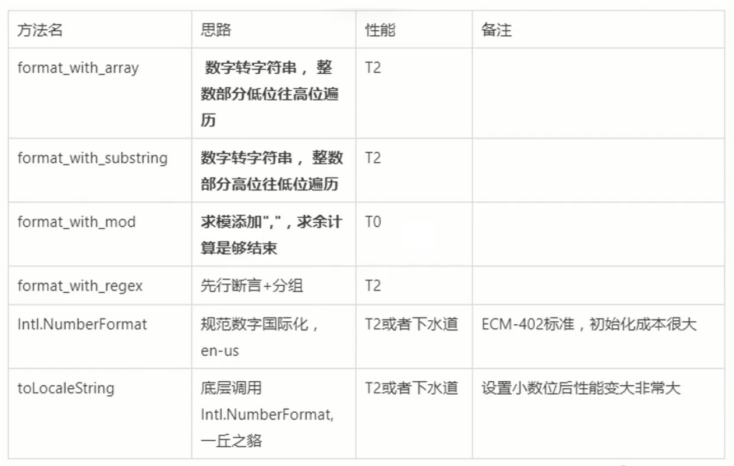 方法名 思路 性能 备注
format_with_array 数字转字符串，整 T2
数部分低位往高位遍
历
format_with_substring 数字转字符串，整数 T2
部分高位往低位遍历
format_with_mod 求模添加","，求余计 T0
算是够结束
format_with_regex 先行断言+分组 T2
Intl.NumberFormat 规范数字国际化， T2或者下水道 ECM-402标准，初始化成本很大
en-us
toLocaleString 底层调用 T2或者下水道 设置小数位后性能变大非常大
Intl.NumberFormat,
一丘之貉